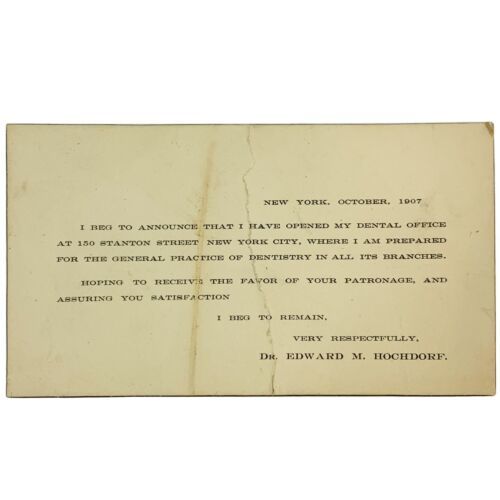 NEW YORK, OCTOBER, 1907
I BEG TO ANNOUNCE THAT I HAVE OPENED MY DENTAL OFFICE
AT 150 STANTON STREET NEW YORK CITY, WHERE I AM PREPARED
FOR THE GENERAL PRACTICE OF DENTISTRY IN ALL ITS BRANCHES.
HOPING TO RECEIVE THE FAVOR OF YOUR PATRONAGE, AND
ASSURING YOU SATISFACTION
I BEG TO REMAIN,
VERY RESPECTFULLY,
DR. EDWARD M. HOCHDORF.